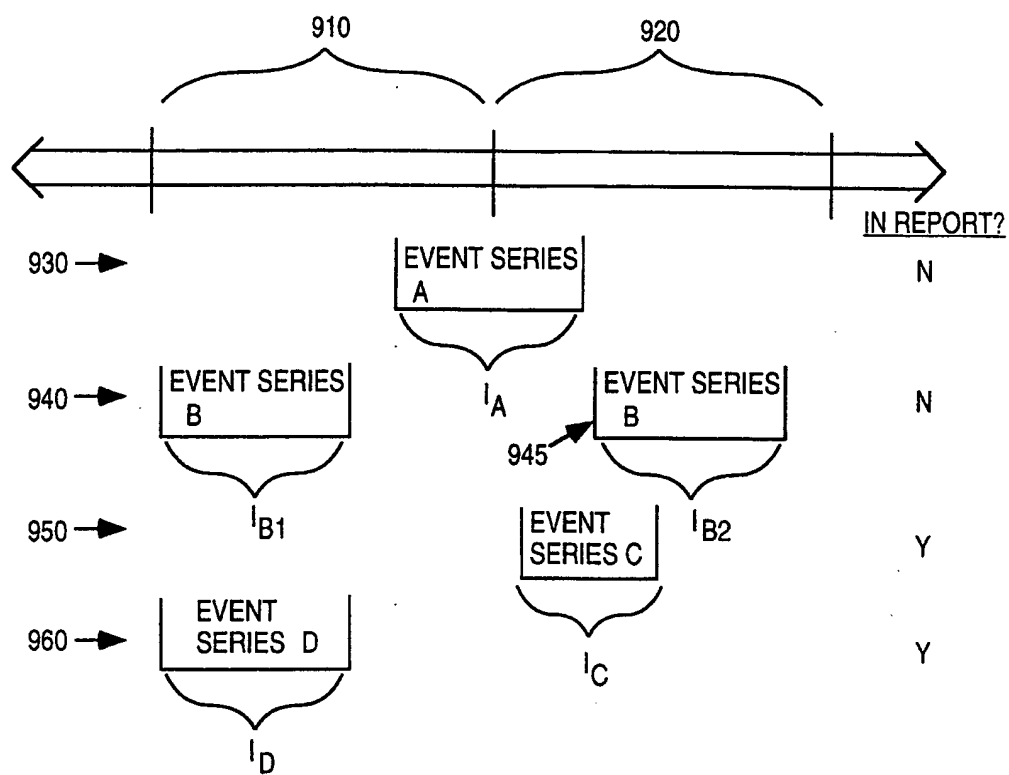 910 920
IN REPORT?
930 EVENT SERIES N
A
I_A
940 EVENT SERIES EVENT SERIES N
B B
945
I_B1 I_B2
950 EVENT Y
SERIES C
I_C
960 EVENT Y
SERIES D
I_D